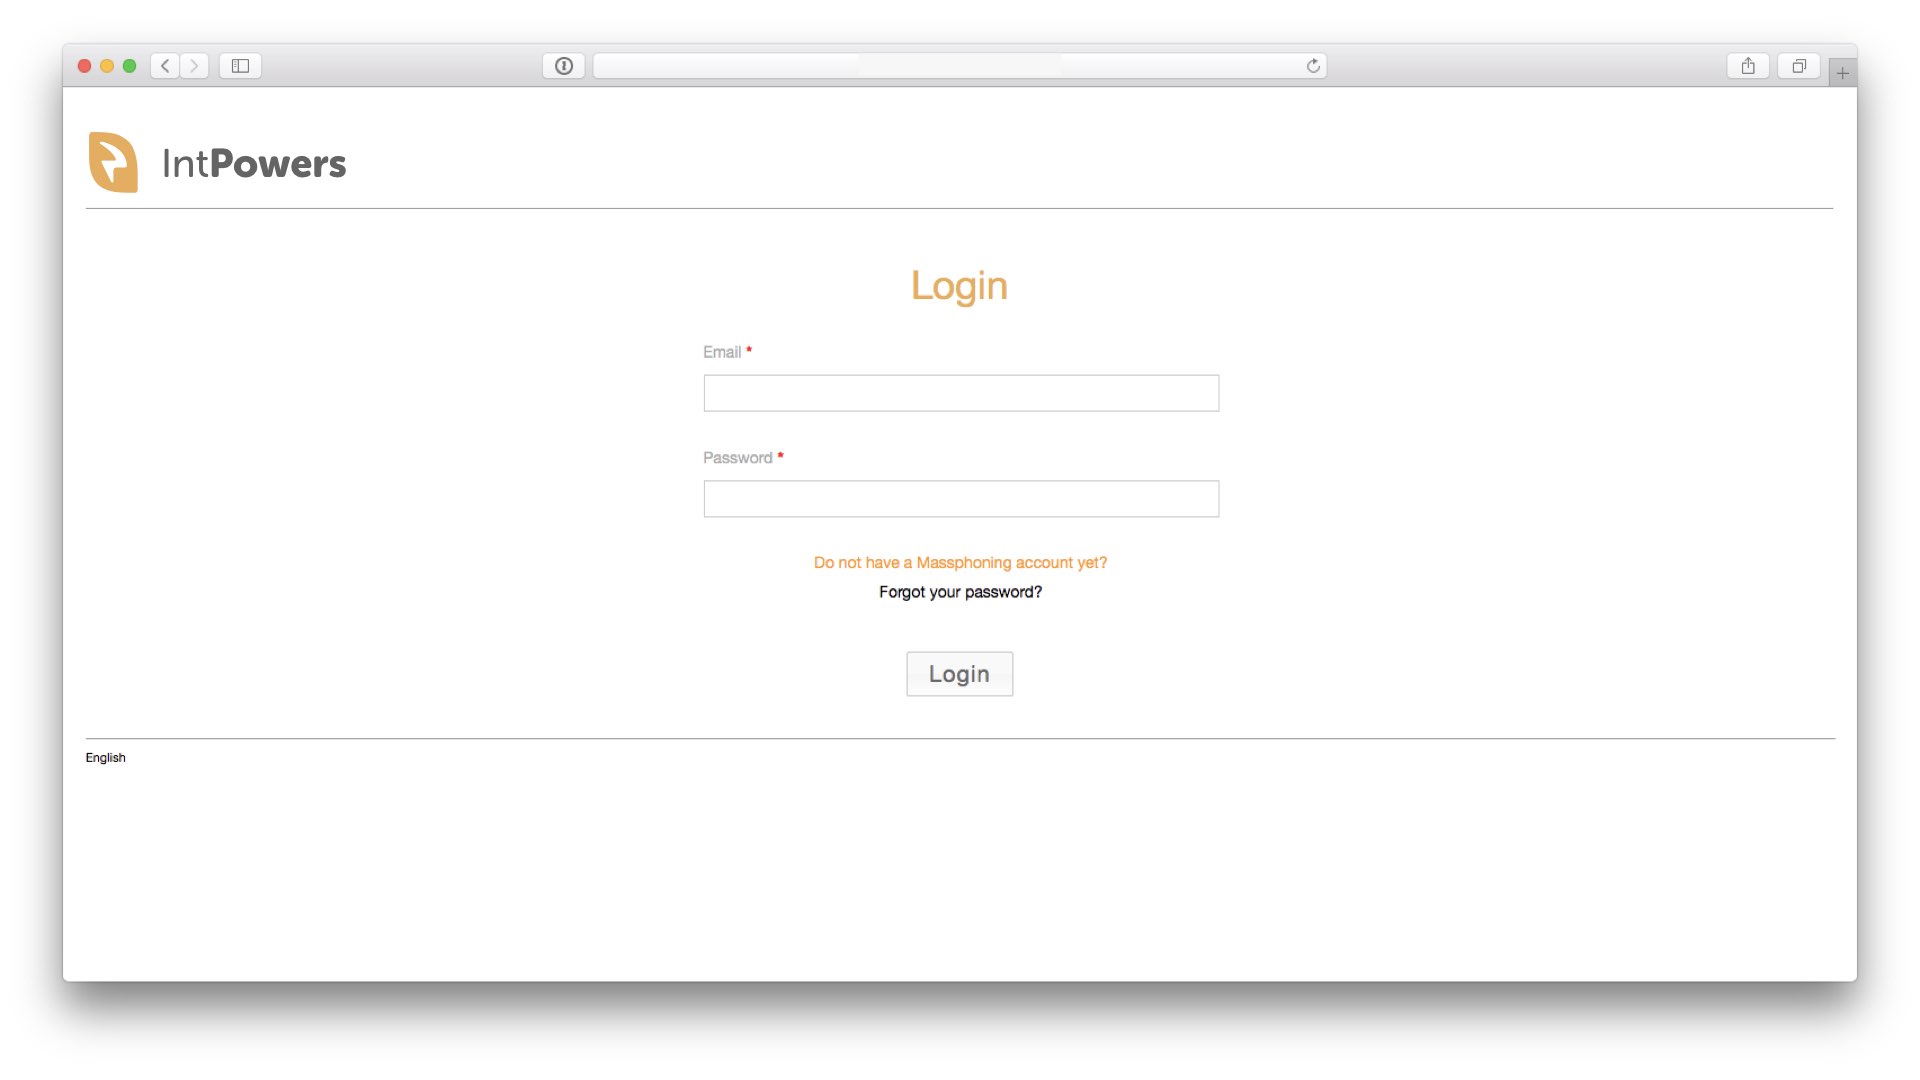 IntPowers
Login
Email *
Password *
Do not have a Massphoning account yet?
Forgot your password?
Login
English